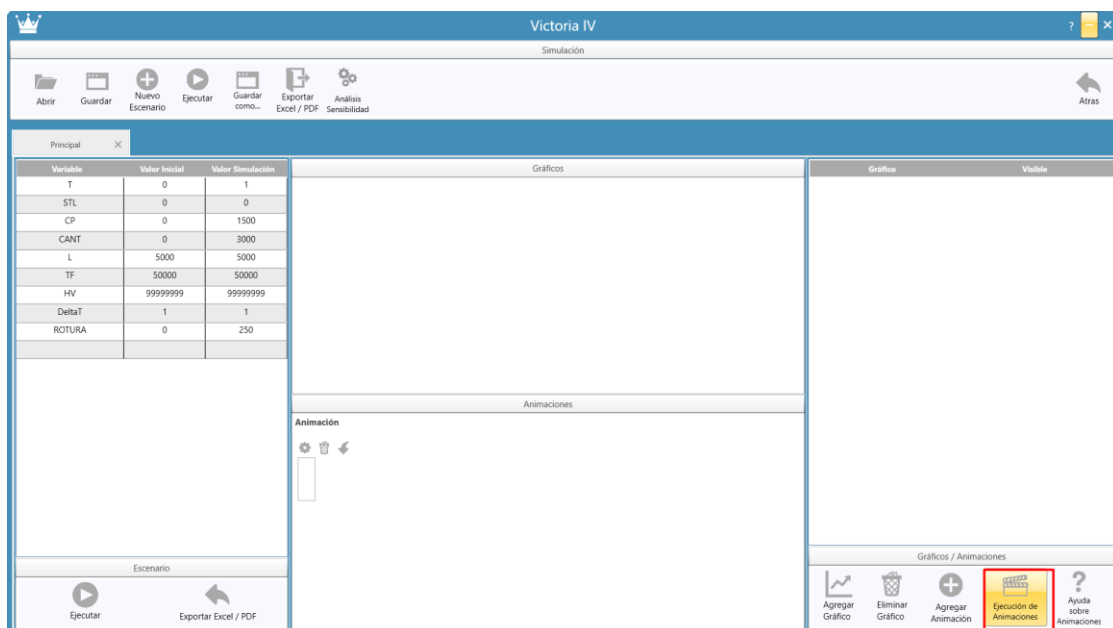 Victoria IV
?
Simulación
Abrir
Guardar
Nuevo
Escenario
Ejecutar
Guardar
como...
Exportar
Excel / PDF
Análisis
Sensibilidad
Atras
Principal
Variable Valor Inicial Valor Simulación
T 0 1
STL 0 0
CP 0 1500
CANT 0 3000
L 5000 5000
TF 50000 50000
HV 99999999 99999999
DeltaT 1 1
ROTURA 0 250
Gráficos
Gráfico Visible
Animaciones
Animación
Escenario
Ejecutar
Exportar Excel / PDF
Gráficos / Animaciones
Agregar
Gráfico
Eliminar
Gráfico
Agregar
Animación
Ejecución de
Animaciones
?
Ayuda
sobre
Animaciones